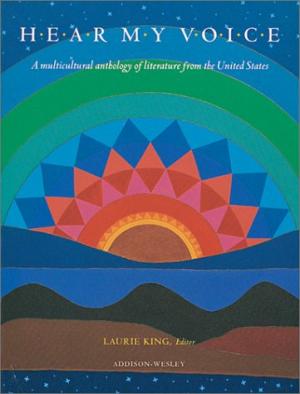 H·E·A·R·M·Y·V·O·I·C·E
A multicultural anthology of literature from the United States
LAURIE KING, Editor
ADDISON-WESLEY